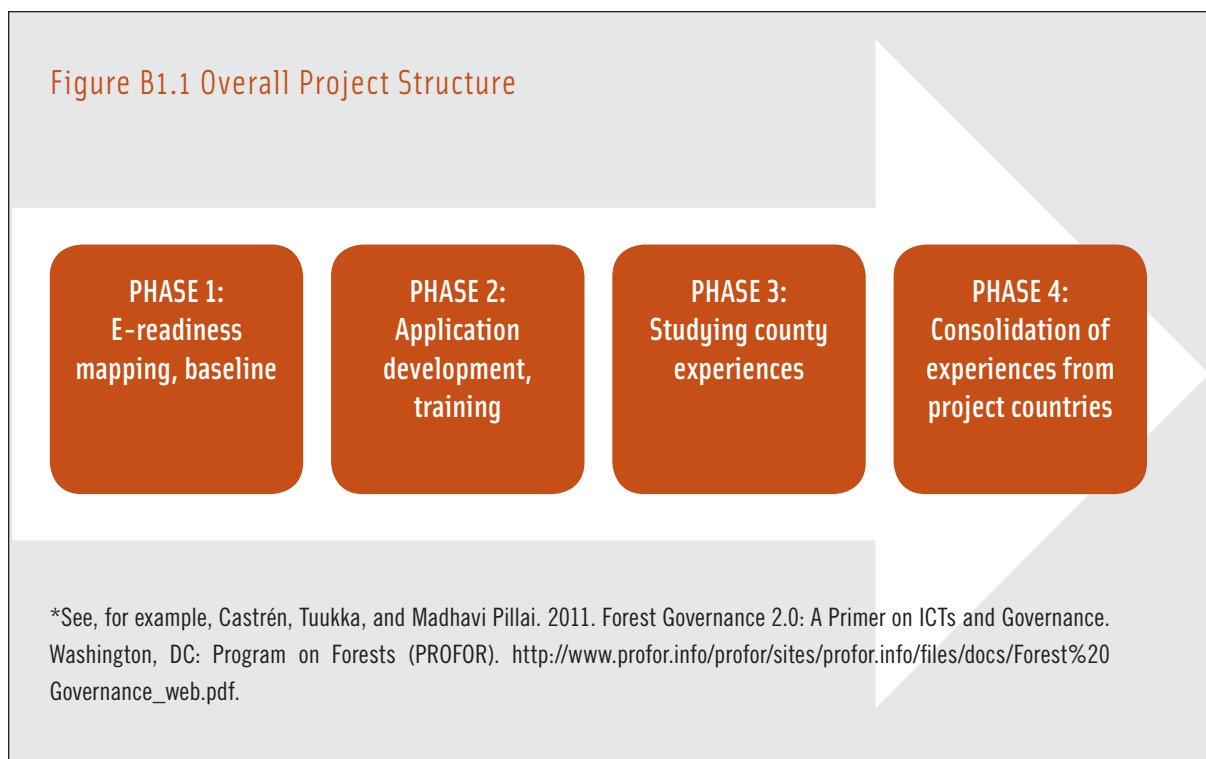 Figure B1.1 Overall Project Structure
PHASE 1:
E-readiness
mapping, baseline
PHASE 2:
Application
development,
training
PHASE 3:
Studying county
experiences
PHASE 4:
Consolidation of
experiences from
project countries
*See, for example, Castrén, Tuukka, and Madhavi Pillai. 2011. Forest Governance 2.0: A Primer on ICTs and Governance.
Washington, DC: Program on Forests (PROFOR). http://www.profor.info/profor/sites/profor.info/files/docs/Forest%20
Governance_web.pdf.